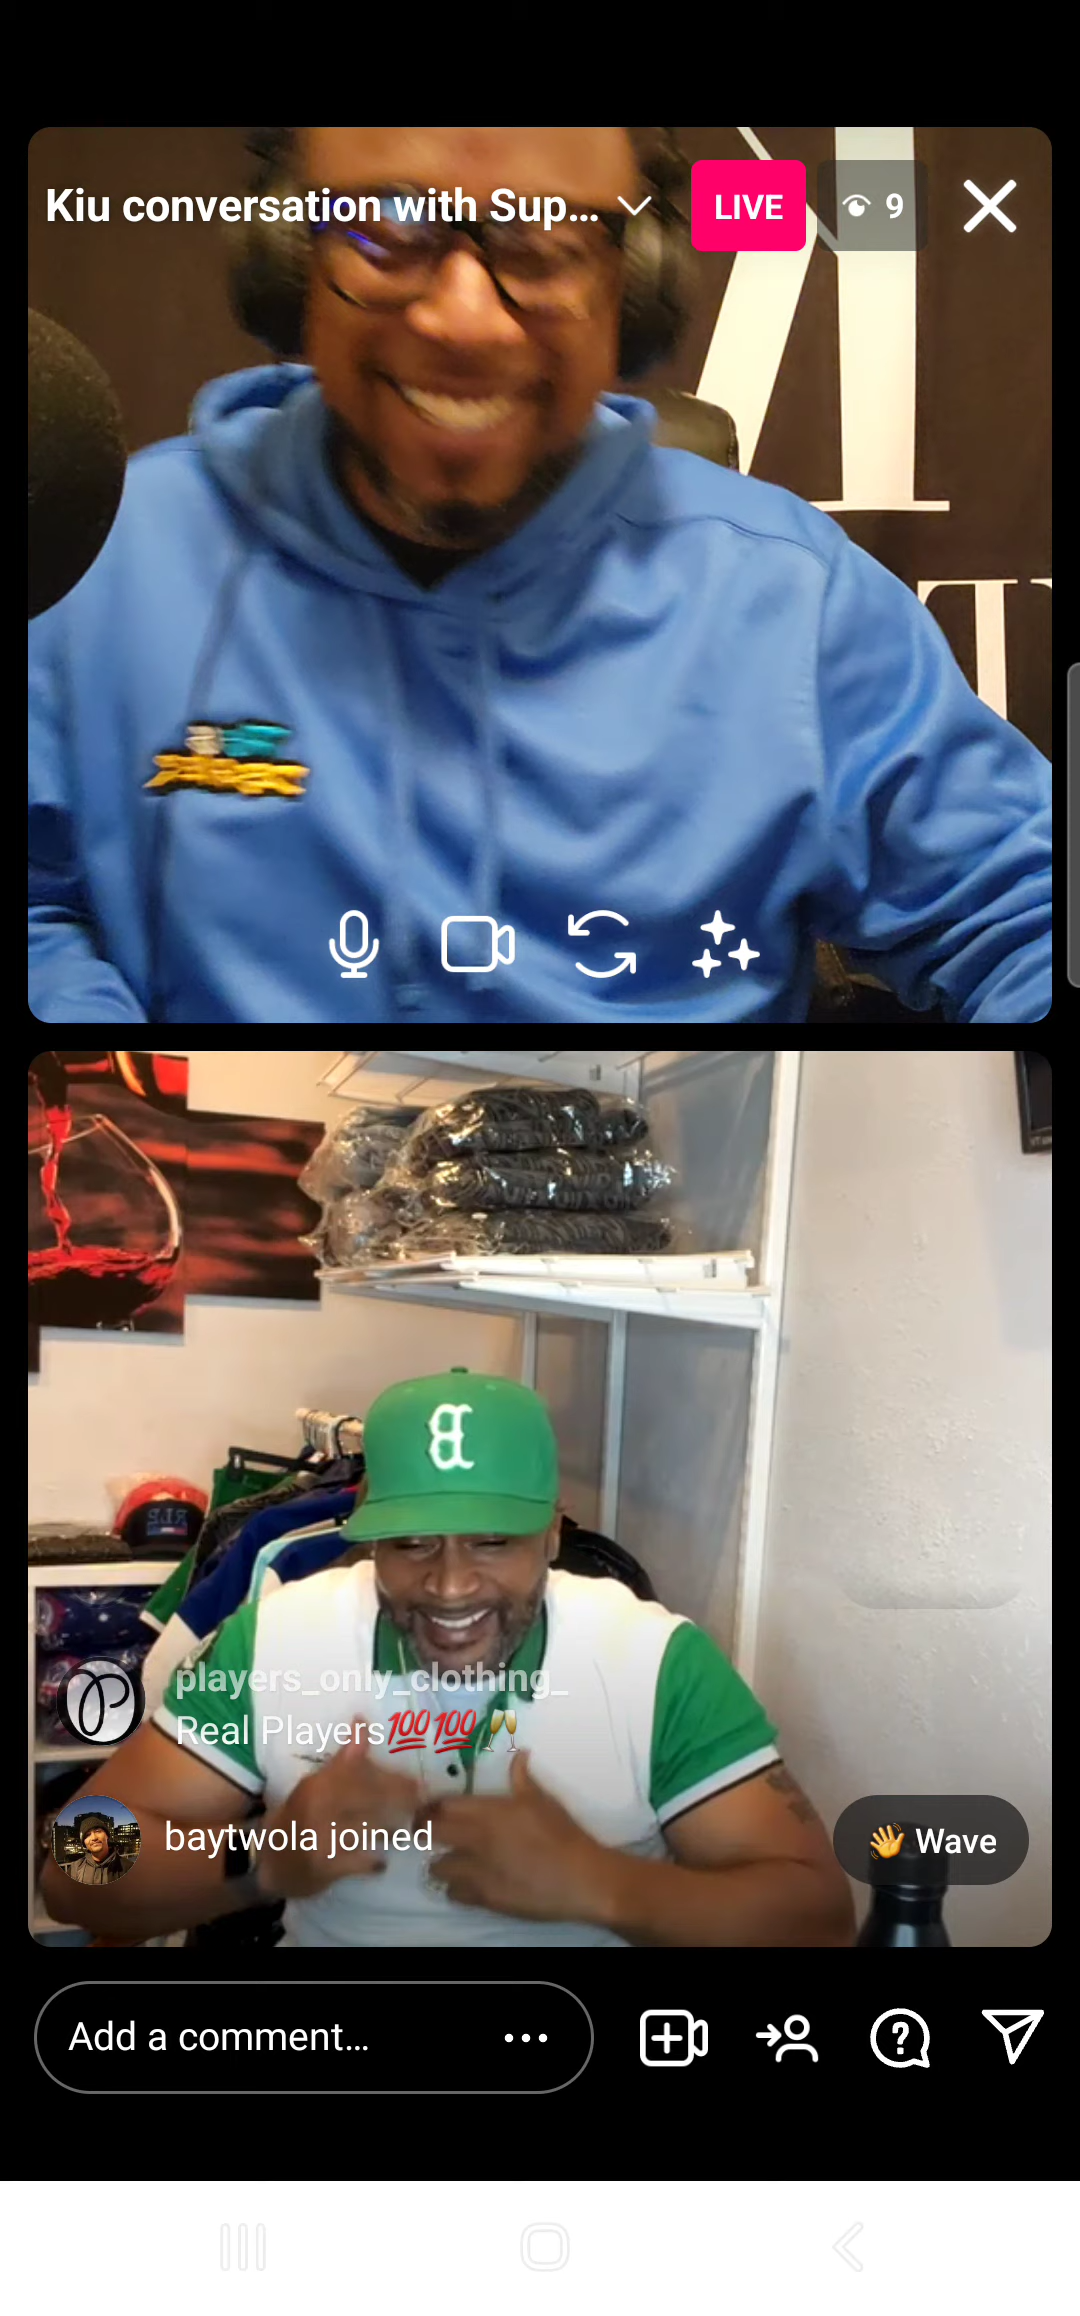 Kiu conversation with Sup...
LIVE
9
K
T
B
players_only_clothing_
Real Players💯💯🥂
baytwola joined
👋 Wave
Add a comment...